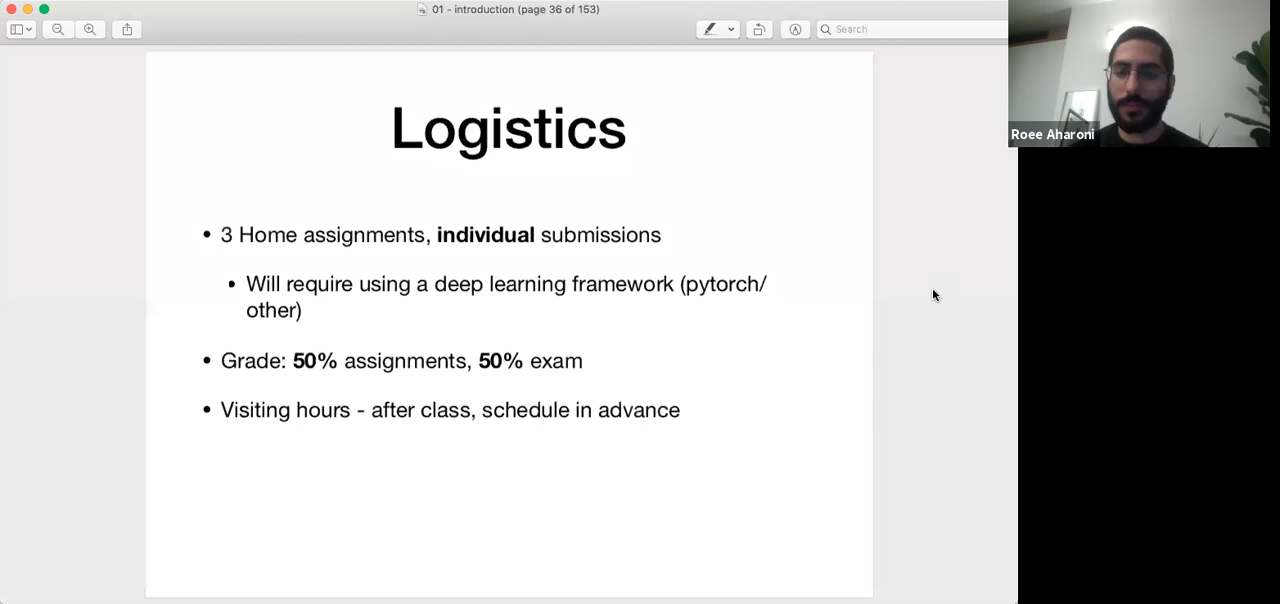 01 - introduction (page 36 of 153)
Search
Roee Aharoni
Logistics
• 3 Home assignments, individual submissions
• Will require using a deep learning framework (pytorch/
other)
• Grade: 50% assignments, 50% exam
• Visiting hours - after class, schedule in advance